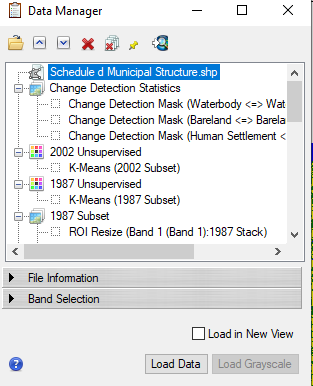 Data Manager
Schedule d Municipal Structure.shp
Change Detection Statistics
Change Detection Mask (Waterbody <=> Wat
Change Detection Mask (Bareland <=> Barela
Change Detection Mask (Human Settlement <
2002 Unsupervised
K-Means (2002 Subset)
1987 Unsupervised
K-Means (1987 Subset)
1987 Subset
ROI Resize (Band 1 (Band 1):1987 Stack)
File Information
Band Selection
Load in New View
Load Data
Load Grayscale